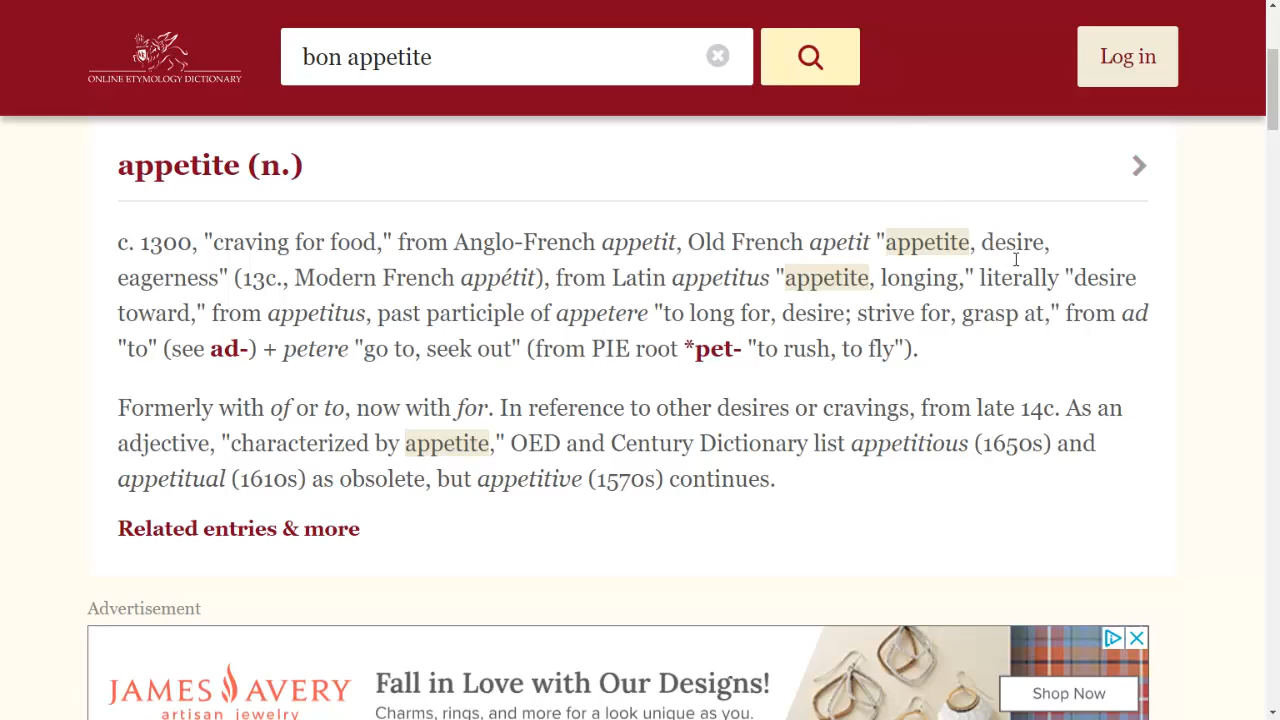 bon appetite
Log in
ONLINE ETYMOLOGY DICTIONARY
appetite (n.)
c. 1300, "craving for food," from Anglo-French appetit, Old French apetit "appetite, desire,
eagerness" (13c., Modern French appétit), from Latin appetitus "appetite, longing," literally "desire
toward," from appetitus, past participle of appetere "to long for, desire; strive for, grasp at," from ad
"to" (see ad-) + petere "go to, seek out" (from PIE root *pet- "to rush, to fly").
Formerly with of or to, now with for. In reference to other desires or cravings, from late 14c. As an
adjective, "characterized by appetite," OED and Century Dictionary list appetitious (1650s) and
appetitual (1610s) as obsolete, but appetitive (1570s) continues.
Related entries & more
Advertisement
JAMES AVERY
artisan jewelry
Fall in Love with Our Designs!
Charms, rings, and more for a look unique as you.
Shop Now